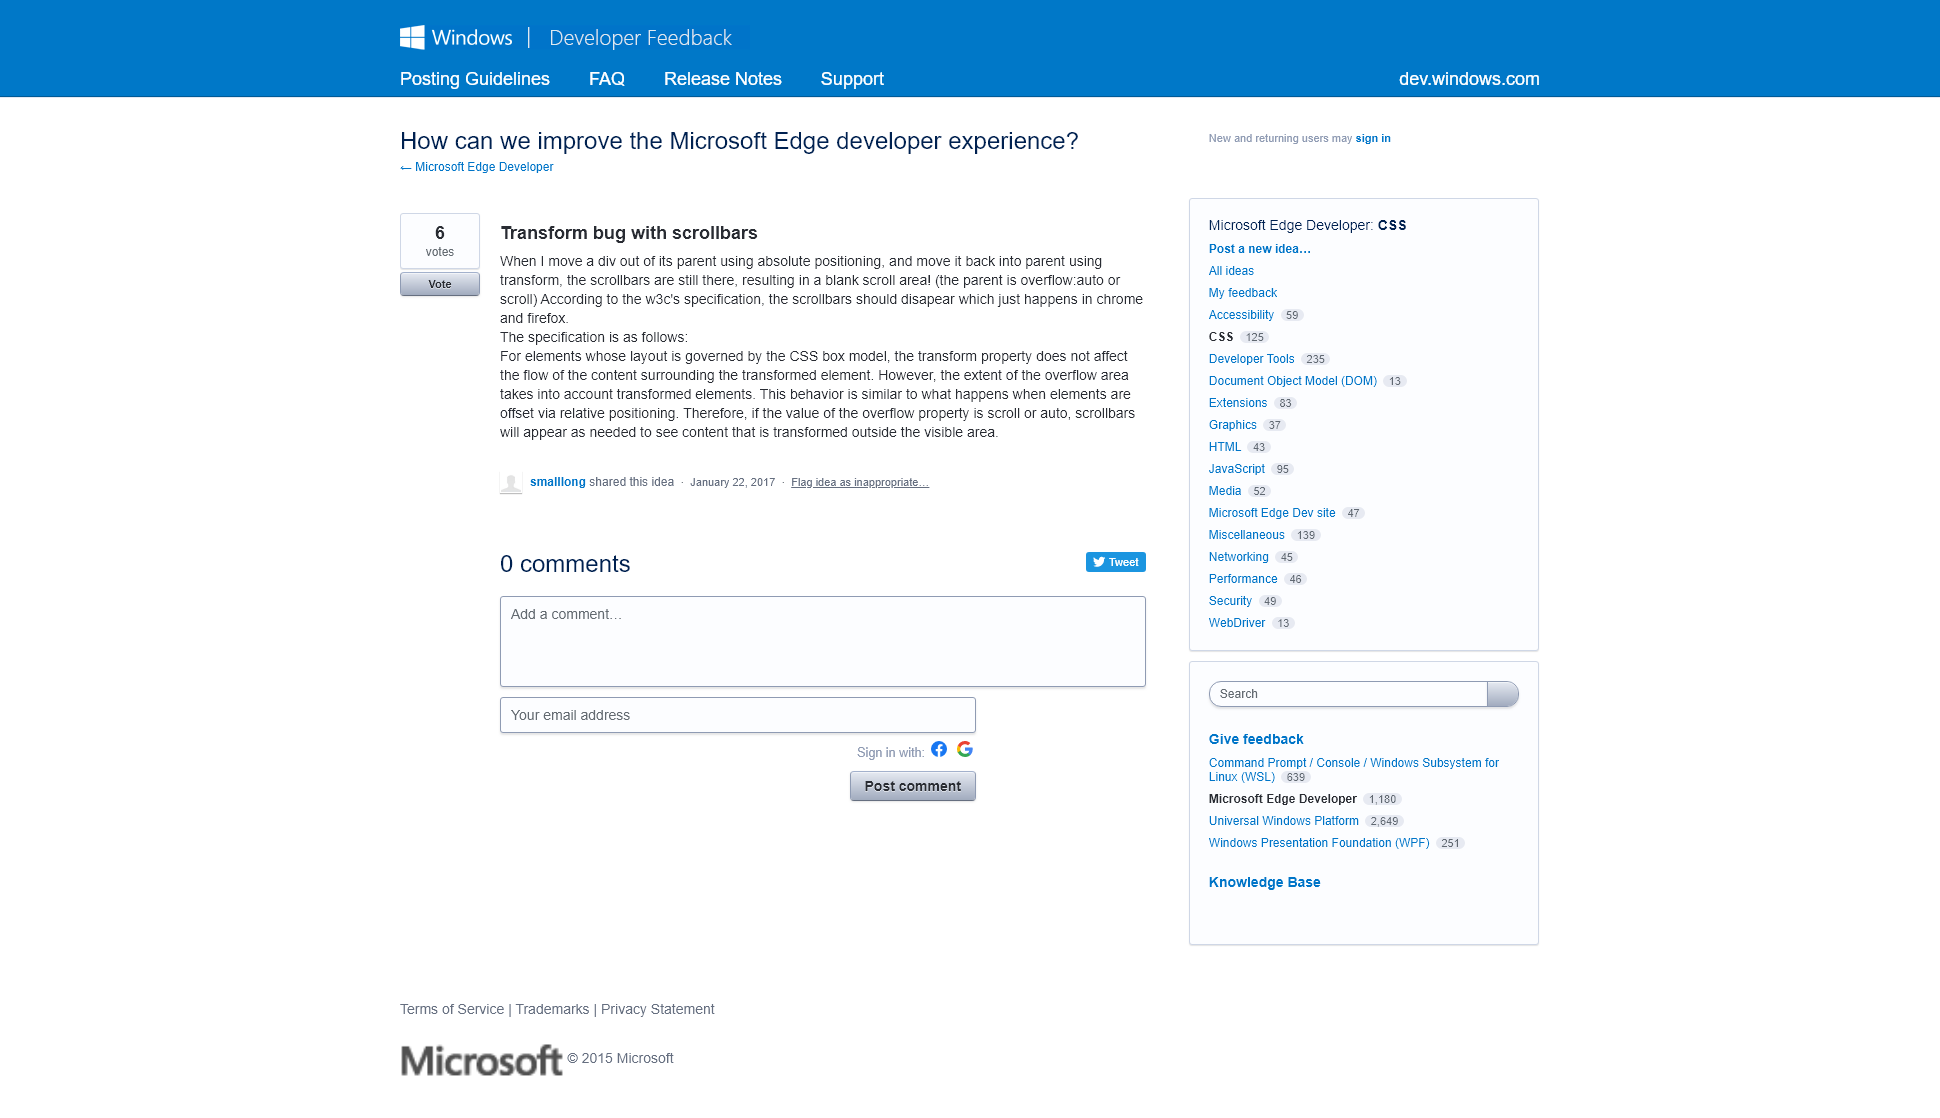 Windows | Developer Feedback
Posting Guidelines FAQ Release Notes Support dev.windows.com
How can we improve the Microsoft Edge developer experience?
← Microsoft Edge Developer
New and returning users may sign in
6
votes
Vote
Transform bug with scrollbars
When I move a div out of its parent using absolute positioning, and move it back into parent using
transform, the scrollbars are still there, resulting in a blank scroll area! (the parent is overflow:auto or
scroll) According to the w3c's specification, the scrollbars should disapear which just happens in chrome
and firefox.
The specification is as follows:
For elements whose layout is governed by the CSS box model, the transform property does not affect
the flow of the content surrounding the transformed element. However, the extent of the overflow area
takes into account transformed elements. This behavior is similar to what happens when elements are
offset via relative positioning. Therefore, if the value of the overflow property is scroll or auto, scrollbars
will appear as needed to see content that is transformed outside the visible area.
smalllong shared this idea · January 22, 2017 · Flag idea as inappropriate…
0 comments
Tweet
Add a comment…
Your email address
Sign in with:
Post comment
Microsoft Edge Developer: CSS
Post a new idea…
All ideas
My feedback
Accessibility 59
CSS 125
Developer Tools 235
Document Object Model (DOM) 13
Extensions 83
Graphics 37
HTML 43
JavaScript 95
Media 52
Microsoft Edge Dev site 47
Miscellaneous 139
Networking 45
Performance 46
Security 49
WebDriver 13
Search
Give feedback
Command Prompt / Console / Windows Subsystem for
Linux (WSL) 639
Microsoft Edge Developer 1,180
Universal Windows Platform 2,649
Windows Presentation Foundation (WPF) 251
Knowledge Base
Terms of Service | Trademarks | Privacy Statement
Microsoft © 2015 Microsoft